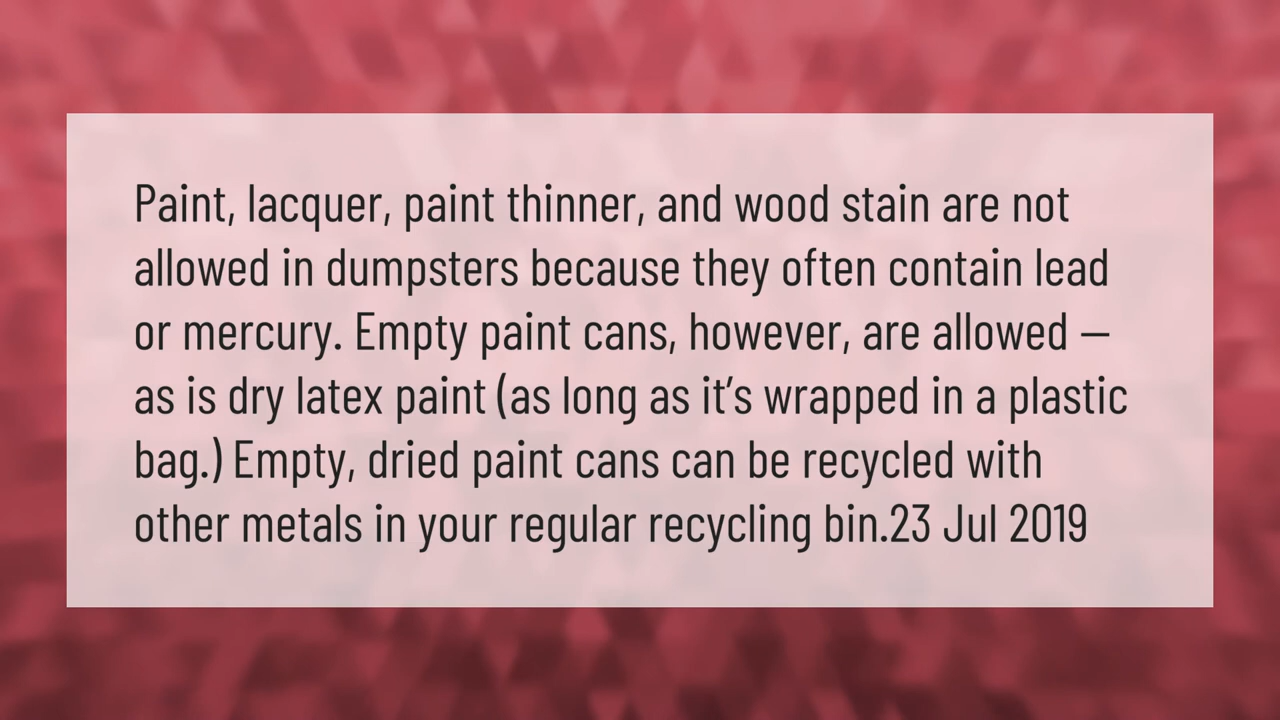 Paint, lacquer, paint thinner, and wood stain are not
allowed in dumpsters because they often contain lead
or mercury. Empty paint cans, however, are allowed —
as is dry latex paint (as long as it’s wrapped in a plastic
bag.) Empty, dried paint cans can be recycled with
other metals in your regular recycling bin.23 Jul 2019